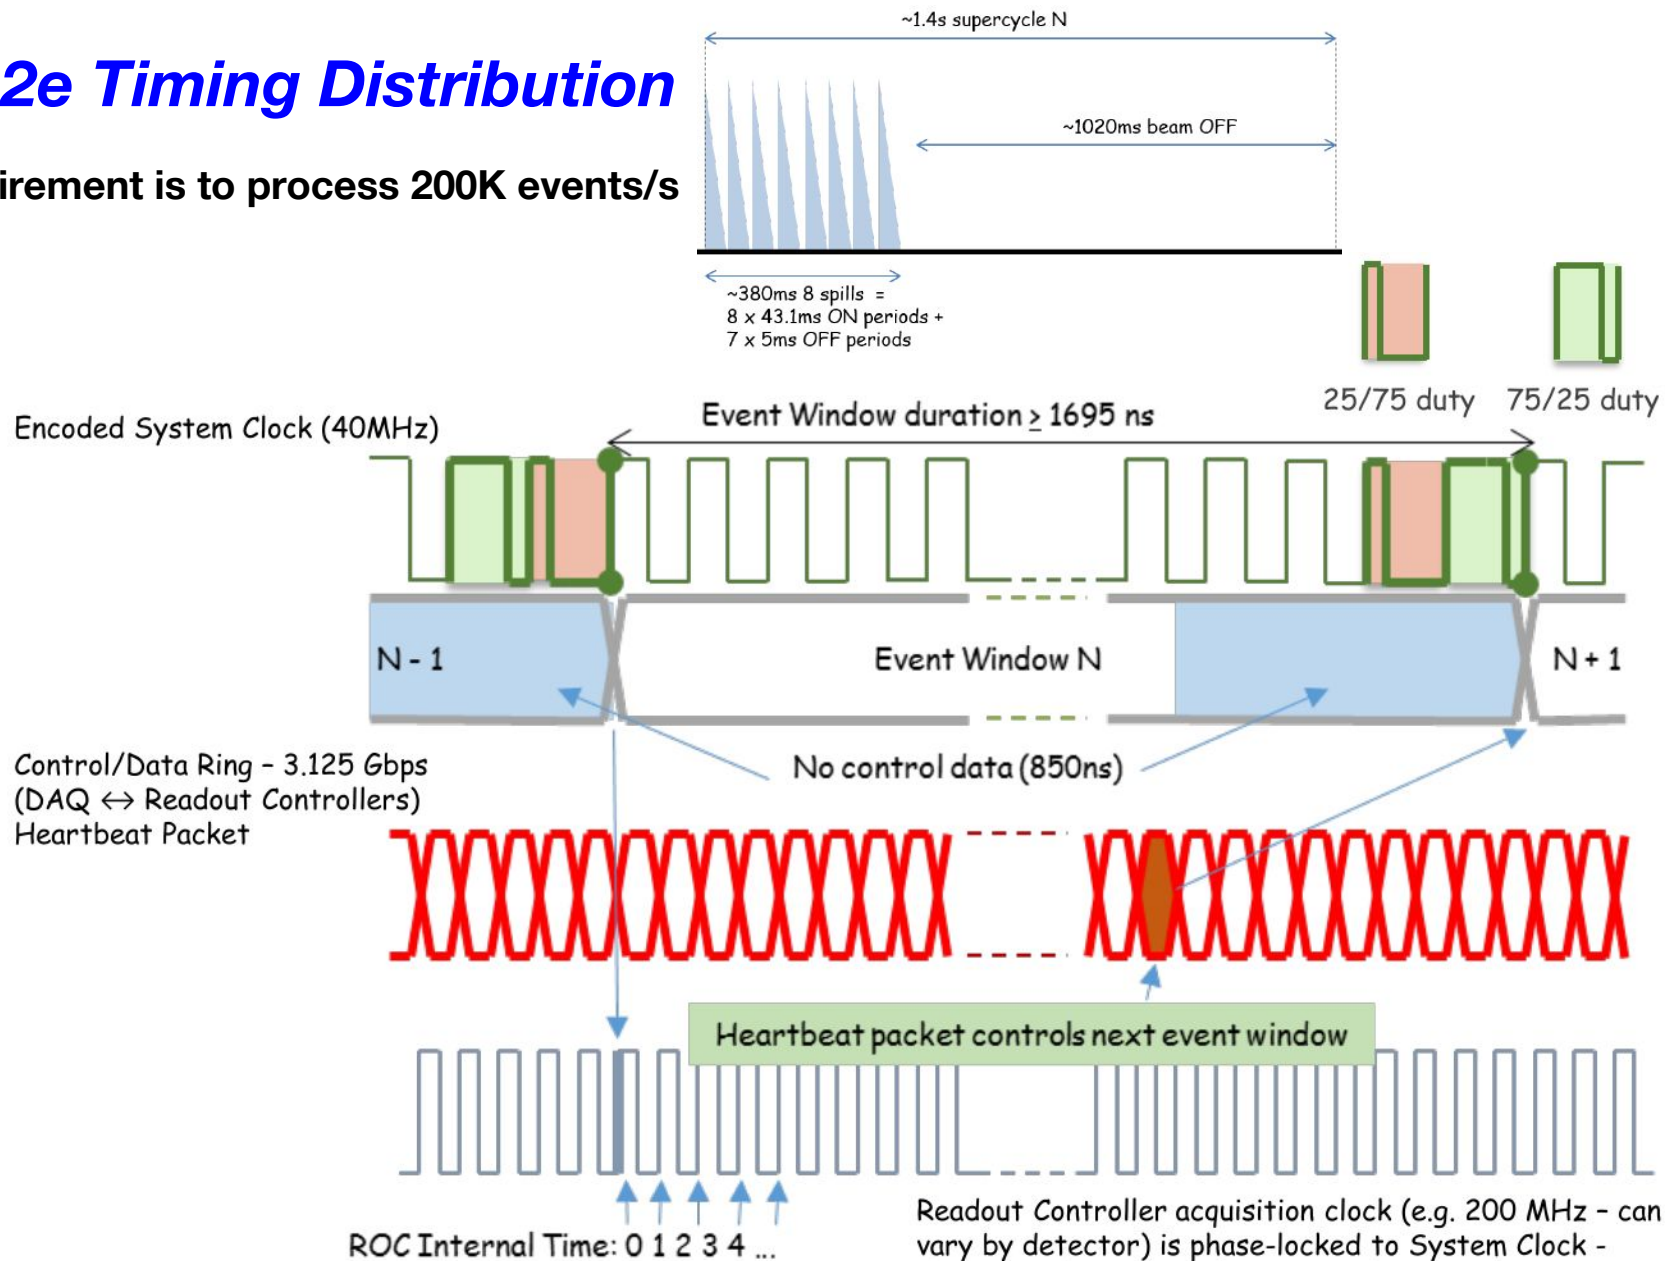 ~1.4s supercycle N
2e Timing Distribution
~1020ms beam OFF
irement is to process 200K events/s
~380ms 8 spills =
8 x 43.1ms ON periods +
7 x 5ms OFF periods
25/75 duty
75/25 duty
Event Window duration ≥ 1695 ns
Encoded System Clock (40MHz)
N - 1
Event Window N
N + 1
No control data (850ns)
Control/Data Ring – 3.125 Gbps
(DAQ ↔ Readout Controllers)
Heartbeat Packet
Heartbeat packet controls next event window
ROC Internal Time: 0 1 2 3 4 ...
Readout Controller acquisition clock (e.g. 200 MHz – can
vary by detector) is phase-locked to System Clock -